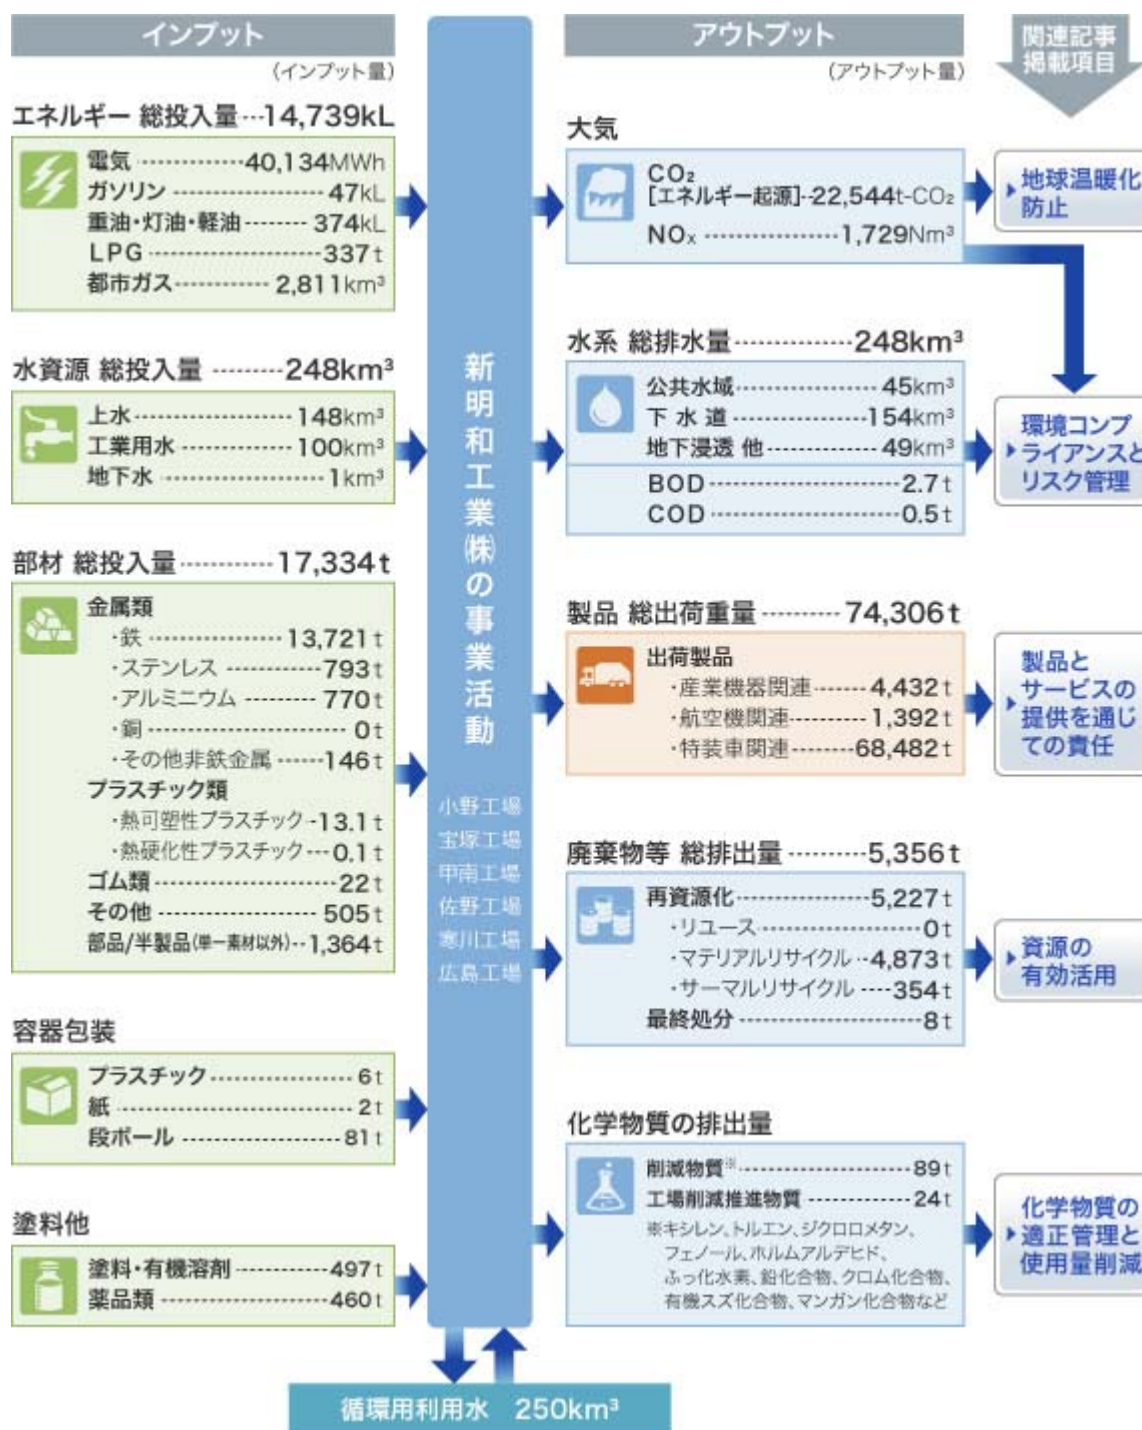 インプット
(インプット量)
エネルギー 総投入量…14,739kL
電気……………40,134MWh
ガソリン………………47kL
重油・灯油・軽油………374kL
LPG…………………337t
都市ガス…………2,811km³
水資源 総投入量………248km³
上水………………148km³
工業用水…………100km³
地下水………………1km³
部材 総投入量…………17,334t
金属類
・鉄………………13,721t
・ステンレス…………793t
・アルミニウム………770t
・銅……………………0t
・その他非鉄金属……146t
プラスチック類
・熱可塑性プラスチック-13.1t
・熱硬化性プラスチック…0.1t
ゴム類…………………22t
その他………………505t
部品/半製品(単一素材以外)‥1,364t
容器包装
プラスチック………………6t
紙…………………………2t
段ボール………………81t
塗料他
塗料・有機溶剤…………497t
薬品類………………460t
新明和工業㈱の事業活動
小野工場
宝塚工場
甲南工場
佐野工場
寒川工場
広島工場
循環用利用水 250km³
アウトプット
(アウトプット量)
大気
CO₂
[エネルギー起源]‥22,544t-CO₂
NOx………………1,729Nm³
水系 総排水量……………248km³
公共水域………………45km³
下水道………………154km³
地下浸透 他…………49km³
BOD…………………2.7t
COD…………………0.5t
製品 総出荷重量………74,306t
出荷製品
・産業機器関連………4,432t
・航空機関連…………1,392t
・特装車関連………68,482t
廃棄物等 総排出量………5,356t
再資源化……………5,227t
・リユース………………0t
・マテリアルリサイクル‥4,873t
・サーマルリサイクル…354t
最終処分…………………8t
化学物質の排出量
削減物質※………………89t
工場削減推進物質…………24t
※キシレン、トルエン、ジクロロメタン、
フェノール、ホルムアルデヒド、
ふっ化水素、鉛化合物、クロム化合物、
有機スズ化合物、マンガン化合物など
関連記事
掲載項目
地球温暖化
防止
環境コンプ
ライアンスと
リスク管理
製品と
サービスの
提供を通じ
ての責任
資源の
有効活用
化学物質の
適正管理と
使用量削減